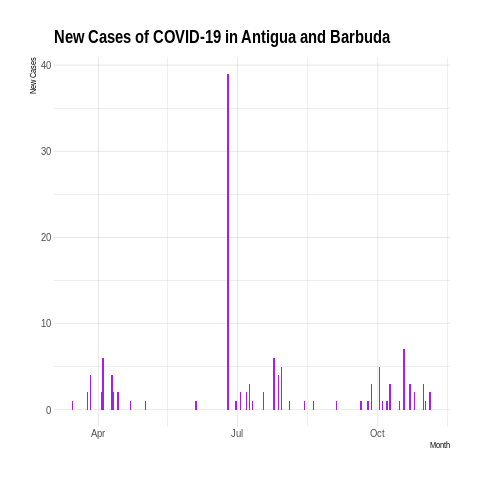 New Cases of COVID-19 in Antigua and Barbuda
New Cases
40
30
20
10
0
Apr Jul Oct
Month